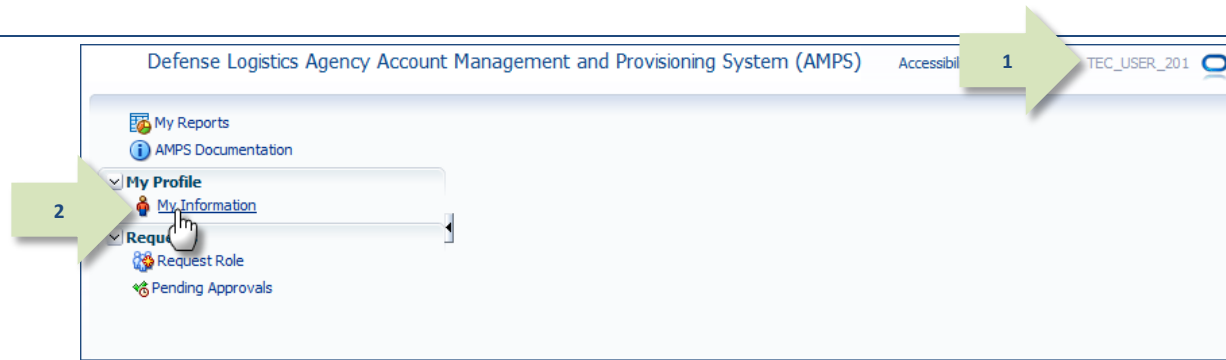 Defense Logistics Agency Account Management and Provisioning System (AMPS) Accessibil 1 TEC_USER_201
My Reports
AMPS Documentation
My Profile
2 My Information
Reque
Request Role
Pending Approvals